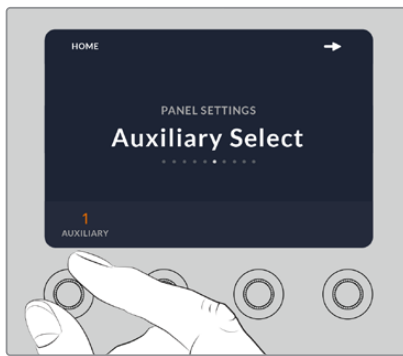 HOME
PANEL SETTINGS
Auxiliary Select
1
AUXILIARY